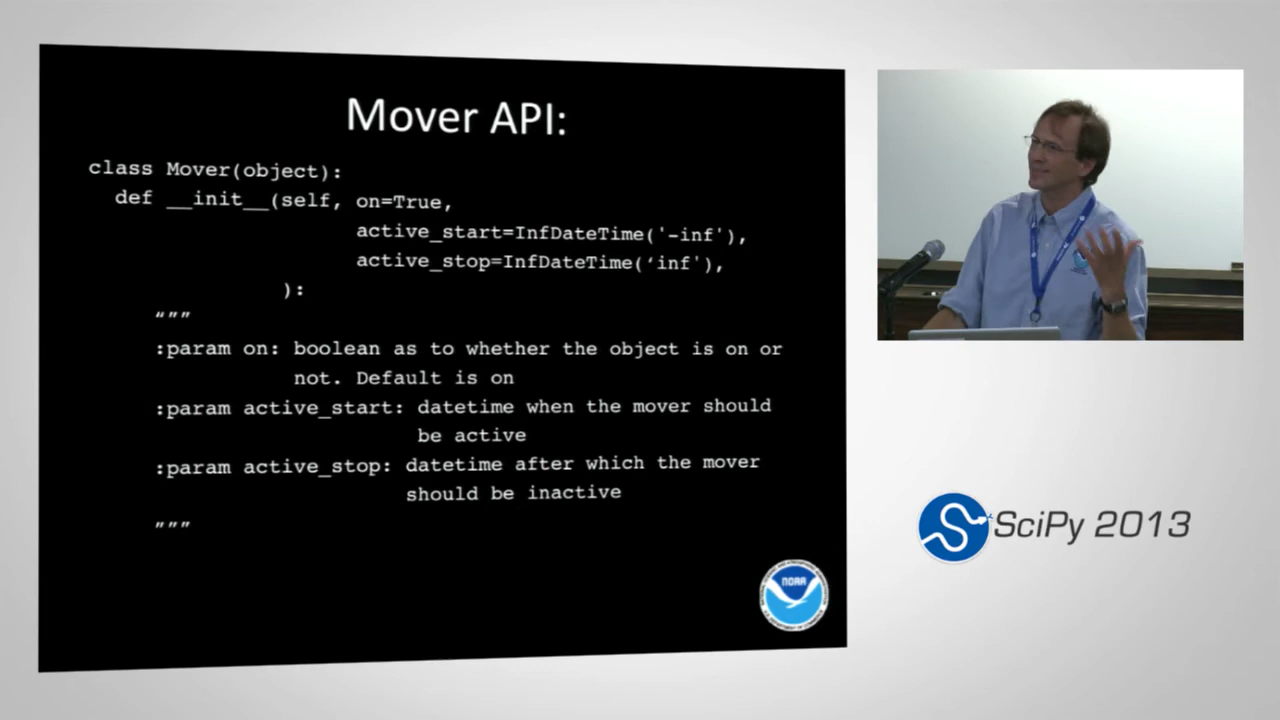 Mover API:
class Mover(object):
def __init__(self, on=True,
active_start=InfDateTime('-inf'),
active_stop=InfDateTime(‘inf'),
):
“””
:param on: boolean as to whether the object is on or
not. Default is on
:param active_start: datetime when the mover should
be active
:param active_stop: datetime after which the mover
should be inactive
”””
NOAA
SciPy 2013